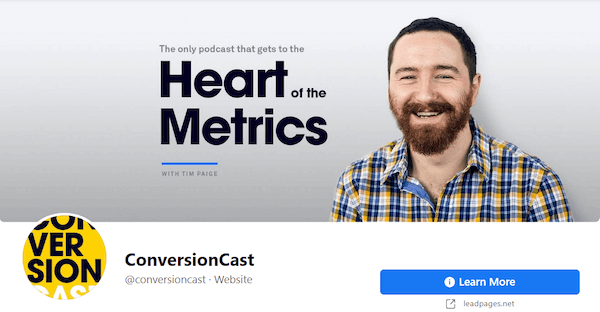 The only podcast that gets to the
Heart of the
Metrics
WITH TIM PAIGE
CON
VER
SION
CAST
ConversionCast
@conversioncast · Website
Learn More
leadpages.net